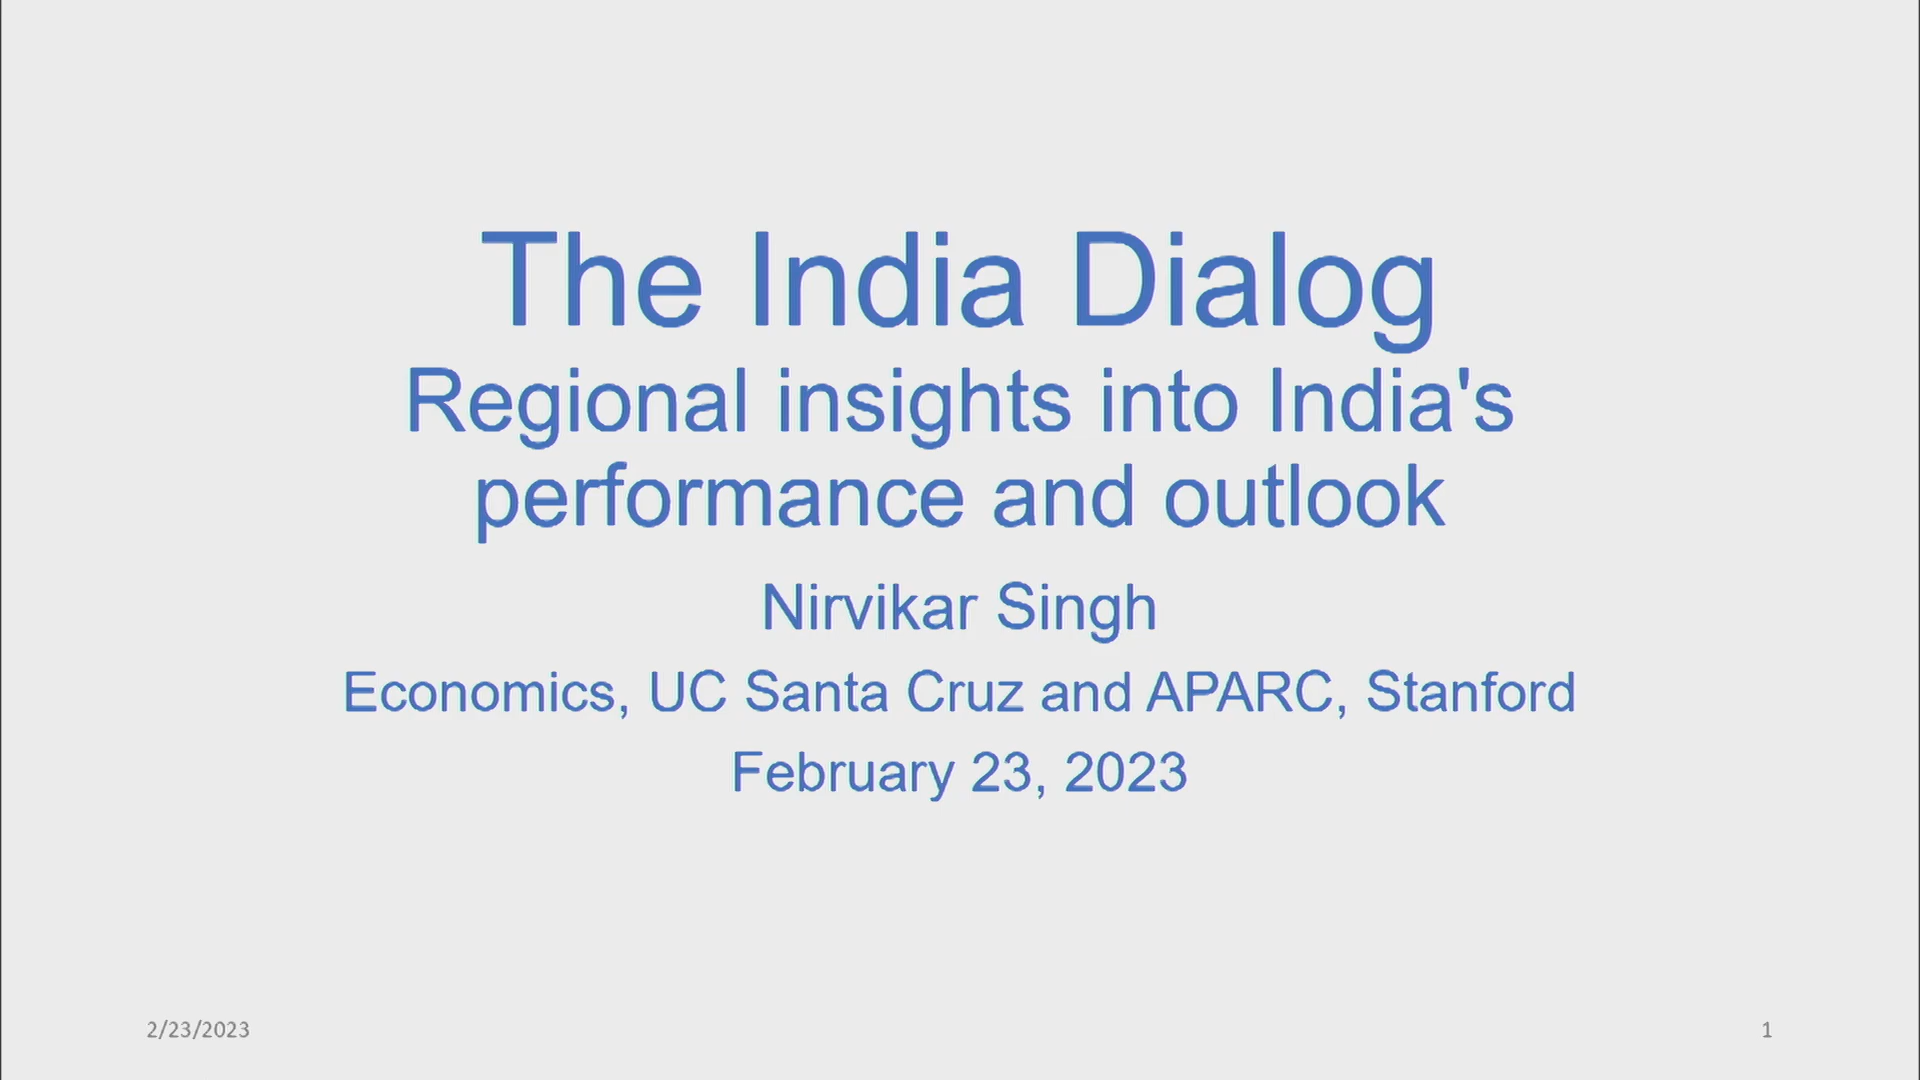 The India Dialog
Regional insights into India's
performance and outlook
Nirvikar Singh
Economics, UC Santa Cruz and APARC, Stanford
February 23, 2023
2/23/2023
1